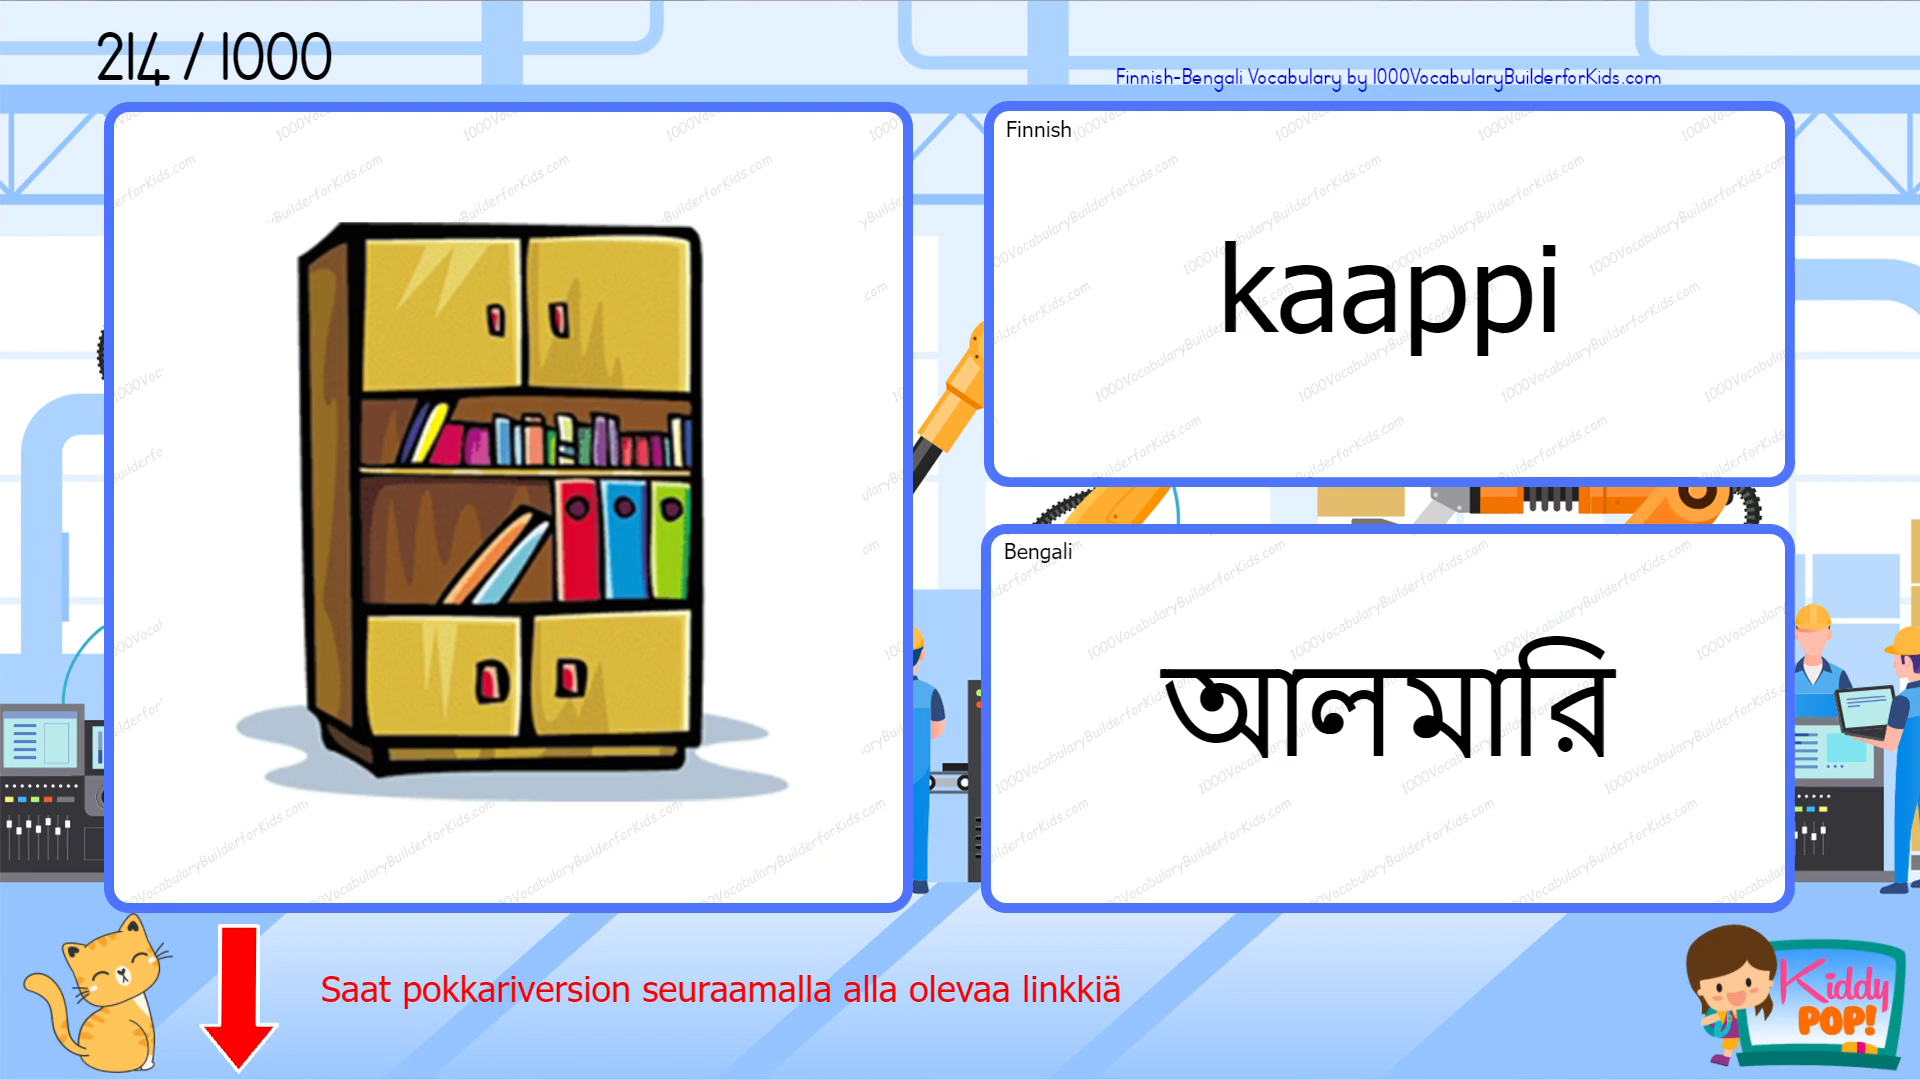 214 / 1000
Finnish-Bengali Vocabulary by 1000VocabularyBuilderforKids.com
Finnish
kaappi
Bengali
আলমারি
Saat pokkariversion seuraamalla alla olevaa linkkiä
Kiddy
POP!